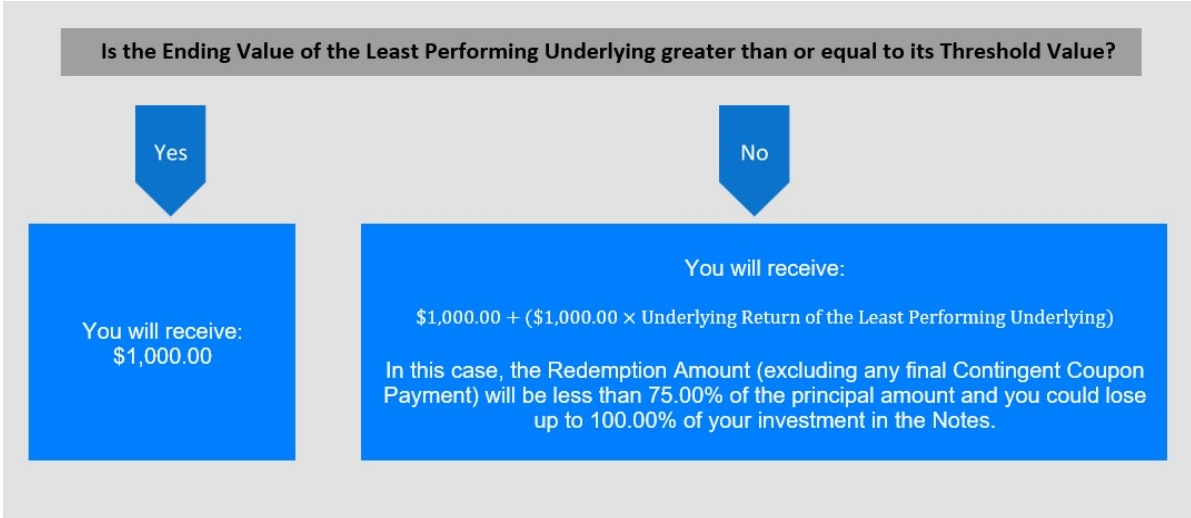 Is the Ending Value of the Least Performing Underlying greater than or equal to its Threshold Value?
Yes
No
You will receive:
$1,000.00
You will receive:
$1,000.00 + ($1,000.00 × Underlying Return of the Least Performing Underlying)
In this case, the Redemption Amount (excluding any final Contingent Coupon
Payment) will be less than 75.00% of the principal amount and you could lose
up to 100.00% of your investment in the Notes.